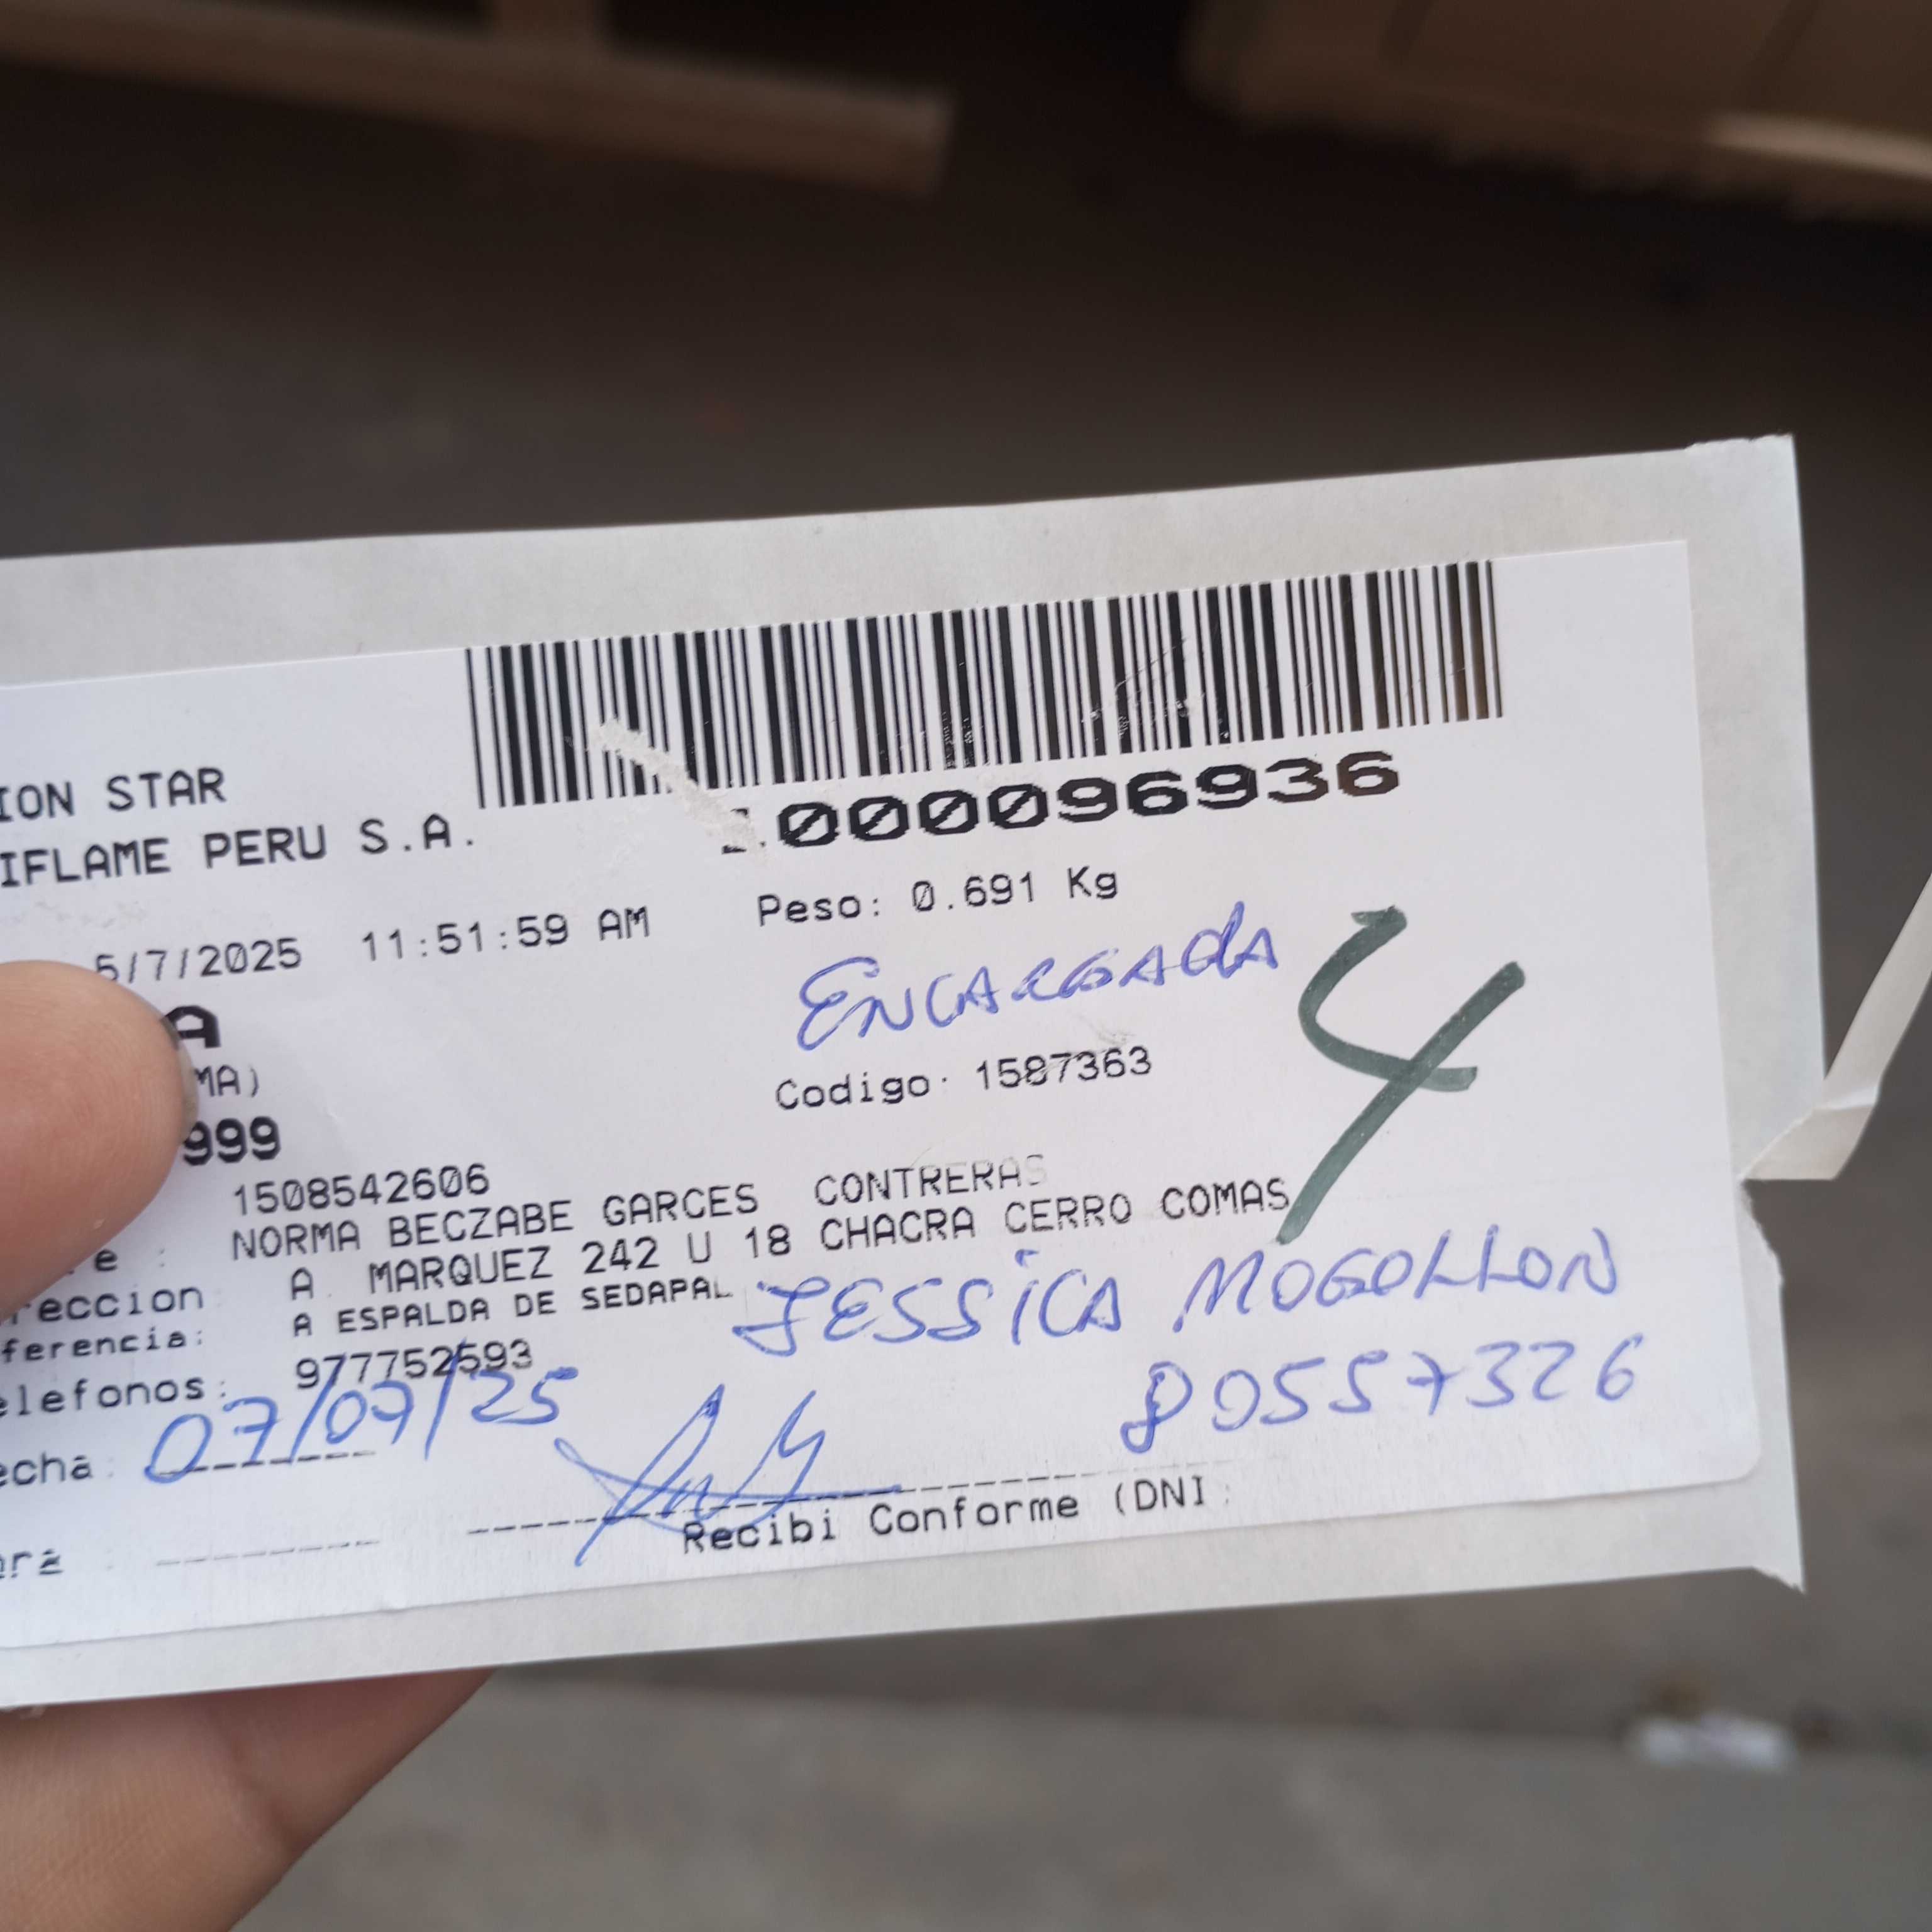 ION STAR
IFLAME PERU S.A.
000096936
5/7/2025 11:51:59 AM
Peso: 0.691 Kg
ENCARGADA
4
A
MA)
Codigo: 1587363
999
1508542606
e : NORMA BECZABE GARCES CONTRERAS
reccion A. MARQUEZ 242 U 18 CHACRA CERRO COMAS
ferencia: A ESPALDA DE SEDAPAL
JESSICA MOGOLLON
elefonos: 977752593
80557326
echa: 07/07/25
Recibi Conforme (DNI